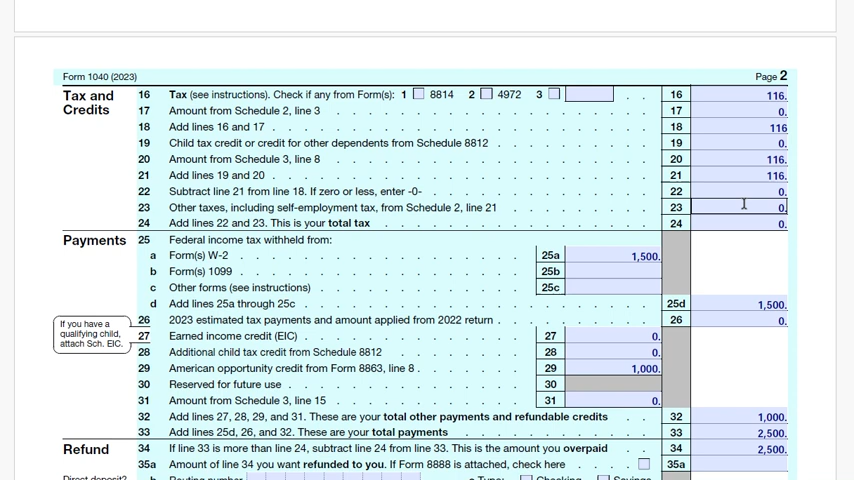 Form 1040 (2023) Page 2
Tax and Credits
16 Tax (see instructions). Check if any from Form(s): 1 8814 2 4972 3 . . 16 116.
17 Amount from Schedule 2, line 3 . . . . . . . . . . . . . . . . . . . . 17 0.
18 Add lines 16 and 17 . . . . . . . . . . . . . . . . . . . . . . . . 18 116
19 Child tax credit or credit for other dependents from Schedule 8812 . . . . . . . . . . 19 0.
20 Amount from Schedule 3, line 8 . . . . . . . . . . . . . . . . . . . . 20 116.
21 Add lines 19 and 20 . . . . . . . . . . . . . . . . . . . . . . . . 21 116.
22 Subtract line 21 from line 18. If zero or less, enter -0- . . . . . . . . . . . . . . 22 0.
23 Other taxes, including self-employment tax, from Schedule 2, line 21 . . . . . . . . . 23 0.
24 Add lines 22 and 23. This is your total tax . . . . . . . . . . . . . . . . . 24 0.
Payments
25 Federal income tax withheld from:
a Form(s) W-2 . . . . . . . . . . . . . . . . . . 25a 1,500.
b Form(s) 1099 . . . . . . . . . . . . . . . . . . 25b
c Other forms (see instructions) . . . . . . . . . . . . . 25c
d Add lines 25a through 25c . . . . . . . . . . . . . . . . . . . . . . 25d 1,500.
If you have a qualifying child, attach Sch. EIC.
26 2023 estimated tax payments and amount applied from 2022 return . . . . . . . . . . 26 0.
27 Earned income credit (EIC) . . . . . . . . . . . . . . 27 0.
28 Additional child tax credit from Schedule 8812 . . . . . . . . 28 0.
29 American opportunity credit from Form 8863, line 8 . . . . . . . 29 1,000.
30 Reserved for future use . . . . . . . . . . . . . . . 30
31 Amount from Schedule 3, line 15 . . . . . . . . . . . . 31 0.
32 Add lines 27, 28, 29, and 31. These are your total other payments and refundable credits . . 32 1,000.
33 Add lines 25d, 26, and 32. These are your total payments . . . . . . . . . . . . 33 2,500.
Refund
34 If line 33 is more than line 24, subtract line 24 from line 33. This is the amount you overpaid . . 34 2,500.
35a Amount of line 34 you want refunded to you. If Form 8888 is attached, check here . . . . 35a
Direct deposit? b Routing number c Type: Checking Savings